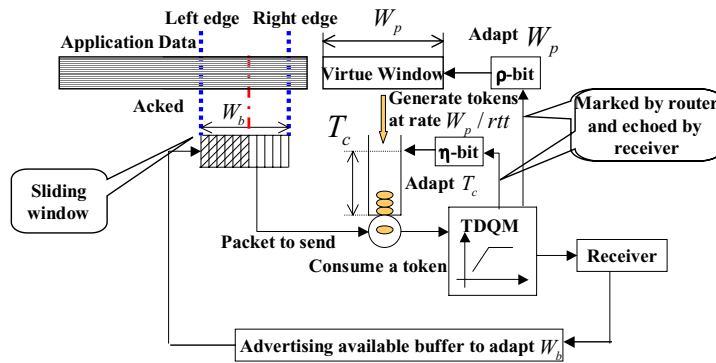 Left edge
Right edge
W_p
Adapt W_p
Application Data
Virtue Window
ρ-bit
Acked
W_b
Generate tokens
at rate W_p / rtt
Marked by router
and echoed by
receiver
T_c
η-bit
Adapt T_c
Sliding
window
Packet to send
Consume a token
TDQM
Receiver
Advertising available buffer to adapt W_b